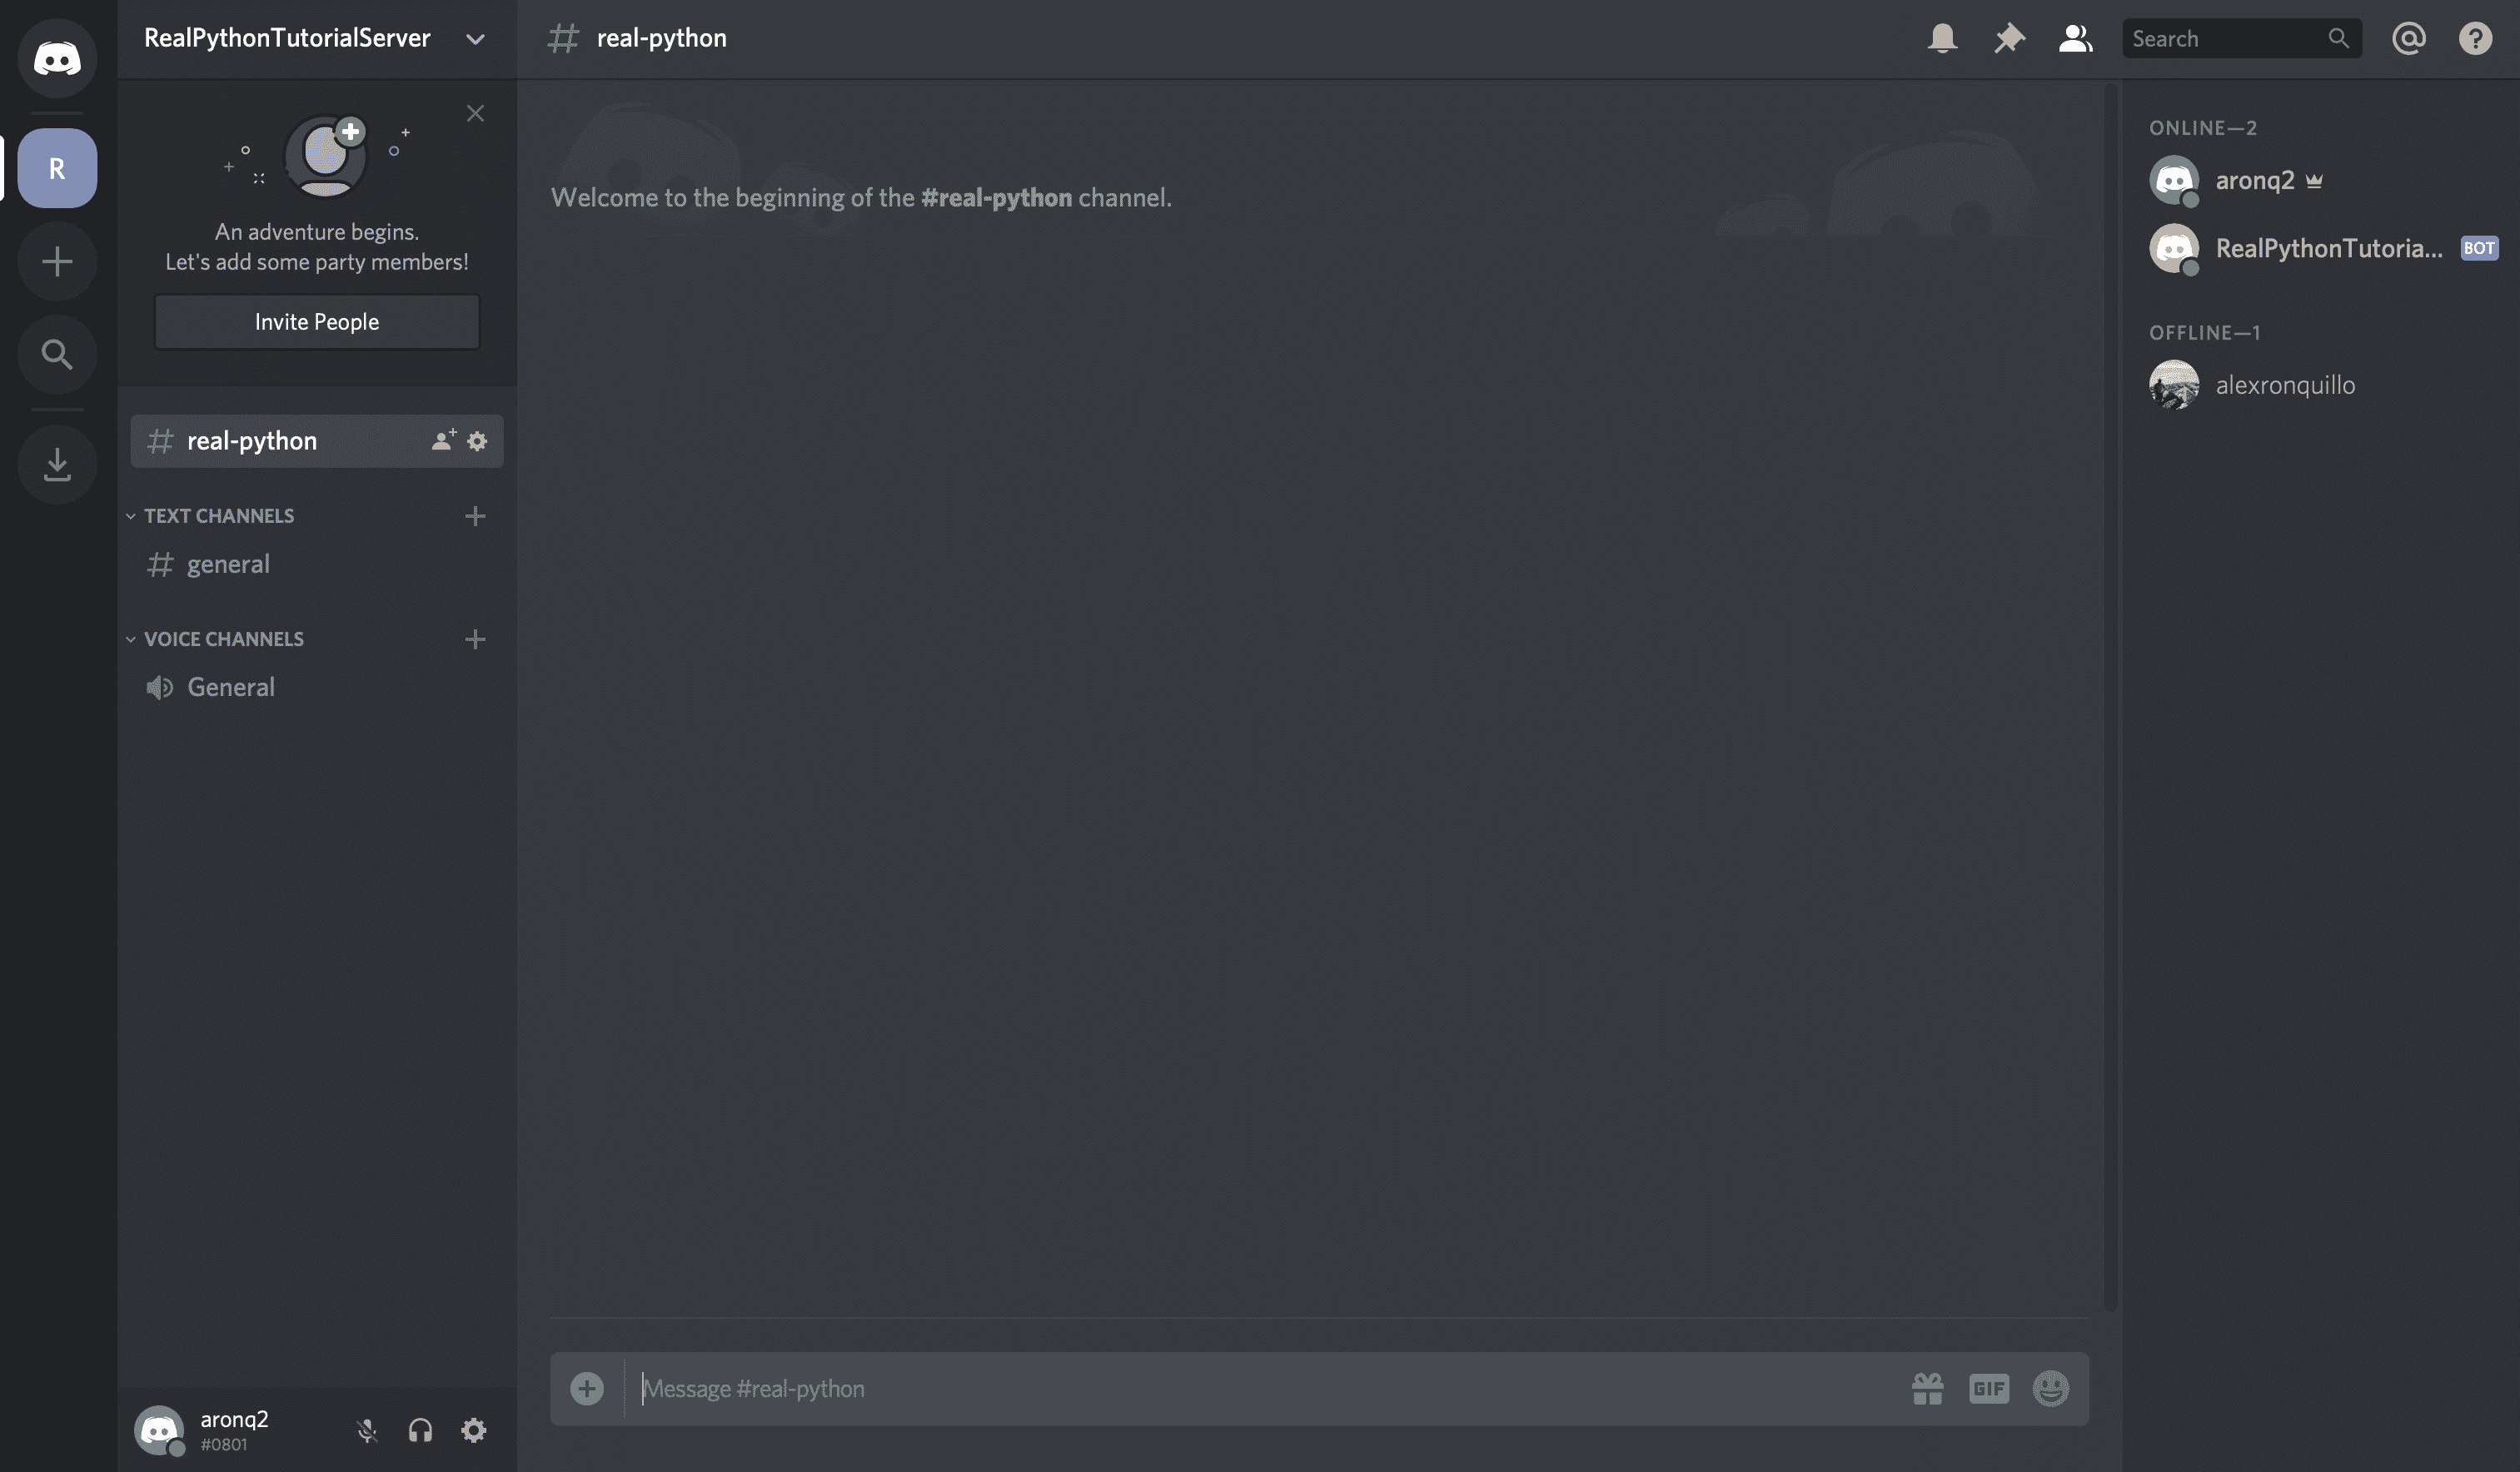 RealPythonTutorialServer
R
An adventure begins.
Let's add some party members!
Invite People
# real-python
TEXT CHANNELS
# general
VOICE CHANNELS
General
aronq2
#0801
# real-python
Search
Welcome to the beginning of the #real-python channel.
Message #real-python
GIF
ONLINE—2
aronq2
RealPythonTutoria... BOT
OFFLINE—1
alexronquillo